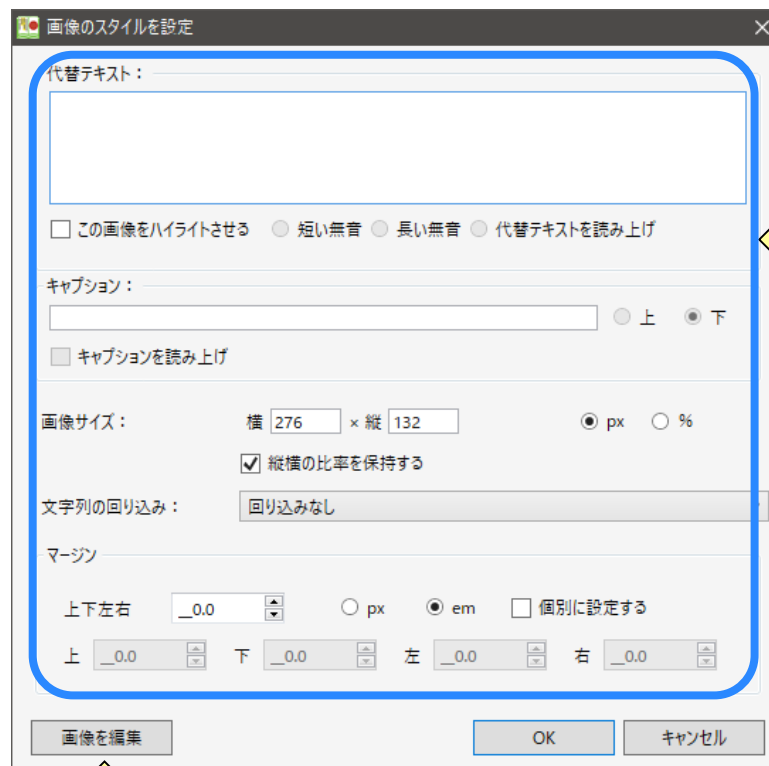 画像のスタイルを設定
代替テキスト：
この画像をハイライトさせる 短い無音 長い無音 代替テキストを読み上げ
キャプション：
上 下
キャプションを読み上げ
画像サイズ： 横 276 × 縦 132 px %
縦横の比率を保持する
文字列の回り込み： 回り込みなし
マージン
上下左右 __0.0 px em 個別に設定する
上 __0.0 下 __0.0 左 __0.0 右 __0.0
画像を編集 OK キャンセル